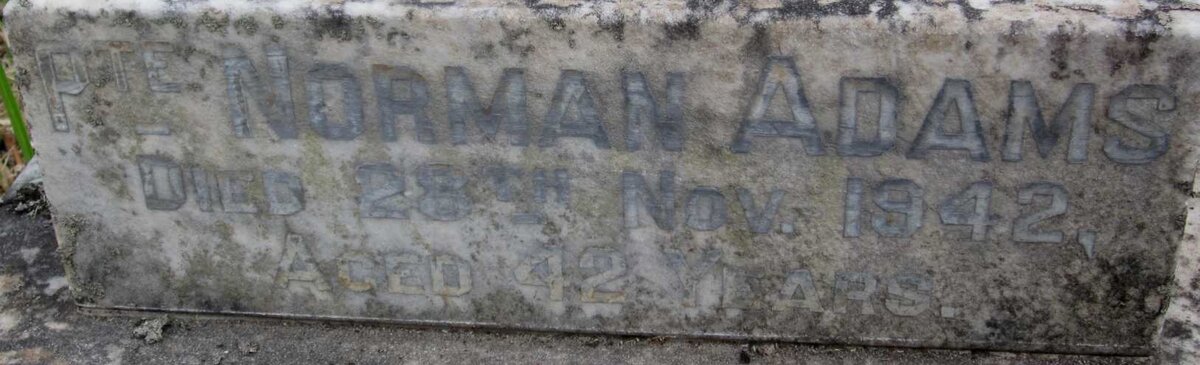 PTE NORMAN ADAMS
DIED 28TH NOV. 1942,
AGED 42 YEARS.